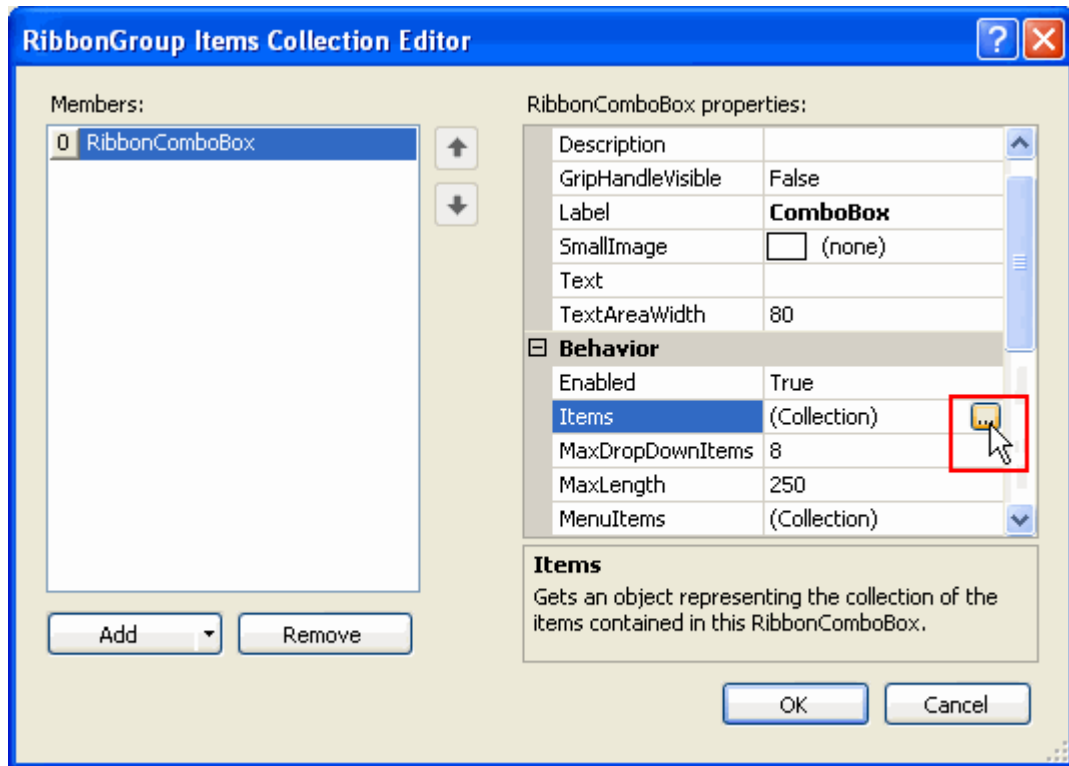 RibbonGroup Items Collection Editor
Members:
0 RibbonComboBox
Add
Remove
RibbonComboBox properties:
Description
GripHandleVisible False
Label ComboBox
SmallImage (none)
Text
TextAreaWidth 80
Behavior
Enabled True
Items (Collection) ...
MaxDropDownItems 8
MaxLength 250
MenuItems (Collection)
Items
Gets an object representing the collection of the
items contained in this RibbonComboBox.
OK
Cancel